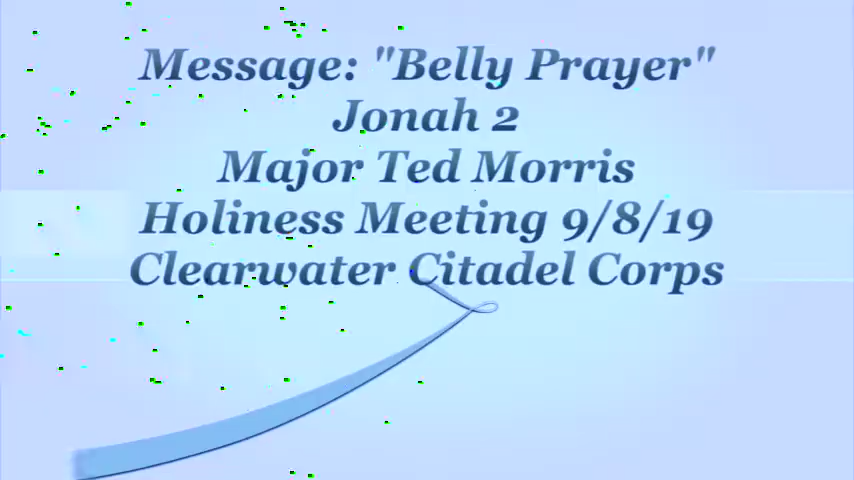 Message: "Belly Prayer"
Jonah 2
Major Ted Morris
Holiness Meeting 9/8/19
Clearwater Citadel Corps